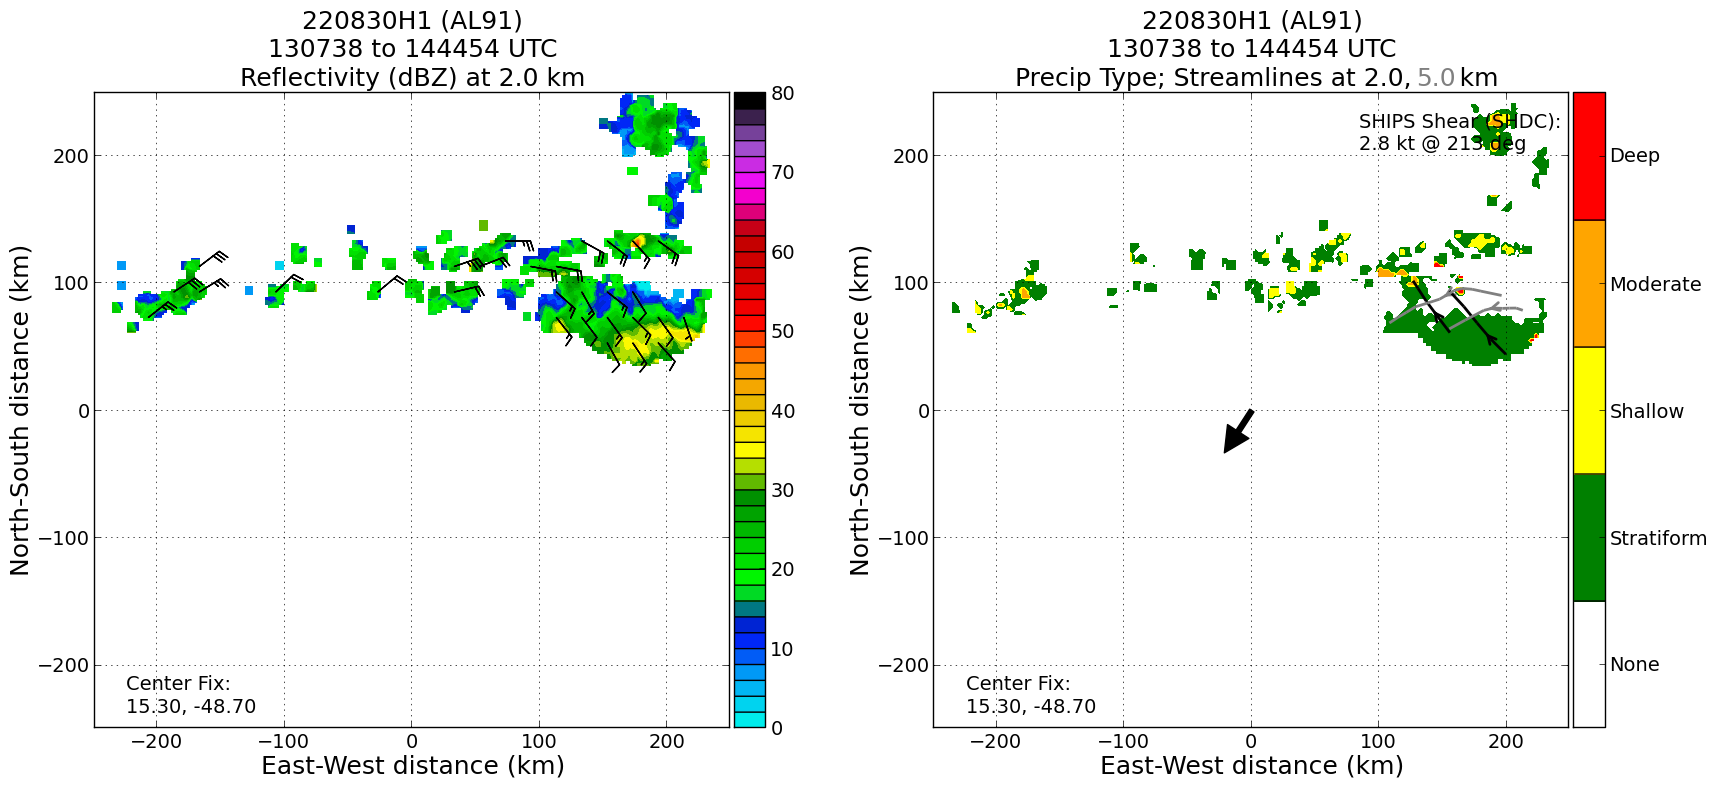 220830H1 (AL91)
130738 to 144454 UTC
Reflectivity (dBZ) at 2.0 km
North-South distance (km)
200
100
0
−100
−200
Center Fix:
15.30, -48.70
−200 −100 0 100 200
East-West distance (km)
80
70
60
50
40
30
20
10
0
220830H1 (AL91)
130738 to 144454 UTC
Precip Type; Streamlines at 2.0, 5.0 km
North-South distance (km)
200
100
0
−100
−200
SHIPS Shear (SHDC):
2.8 kt @ 213 deg
Center Fix:
15.30, -48.70
−200 −100 0 100 200
East-West distance (km)
Deep
Moderate
Shallow
Stratiform
None